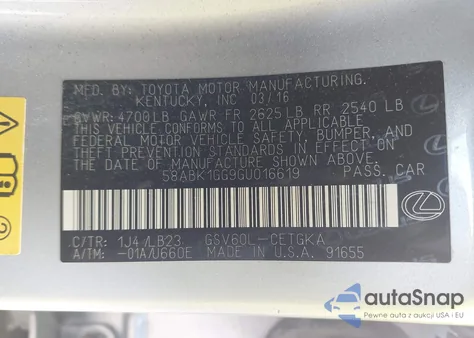 MFD. BY: TOYOTA MOTOR MANUFACTURING,
KENTUCKY, INC 03/16
GVWR: 4700LB GAWR FR 2625LB RR 2540 LB
THIS VEHICLE CONFORMS TO ALL APPLICABLE
FEDERAL MOTOR VEHICLE SAFETY, BUMPER, AND
THEFT PREVENTION STANDARDS IN EFFECT ON
THE DATE OF MANUFACTURE SHOWN ABOVE.
58ABK1GG9GU016619 PASS. CAR
C/TR: 1J4 /LB23 GSV60L-CETGKA
A/TM: -01A/U660E MADE IN U.S.A. 91655
autoSnap
Pewne auta z aukcji USA i EU